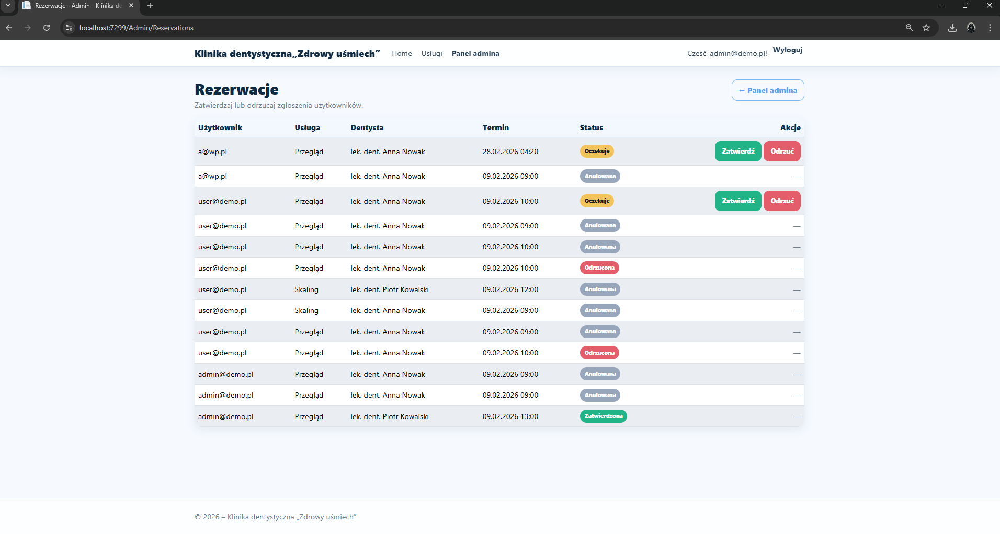 Rezerwacje - Admin - Klinika de
localhost:7299/Admin/Reservations
Klinika dentystyczna„Zdrowy uśmiech” Home Usługi Panel admina Cześć, admin@demo.pl! Wyloguj
Rezerwacje ← Panel admina
Zatwierdzaj lub odrzucaj zgłoszenia użytkowników.
Użytkownik Usługa Dentysta Termin Status Akcje
a@wp.pl Przegląd lek. dent. Anna Nowak 28.02.2026 04:20 Oczekuje Zatwierdź Odrzuć
a@wp.pl Przegląd lek. dent. Anna Nowak 09.02.2026 09:00 Anulowana —
user@demo.pl Przegląd lek. dent. Anna Nowak 09.02.2026 10:00 Oczekuje Zatwierdź Odrzuć
user@demo.pl Przegląd lek. dent. Anna Nowak 09.02.2026 09:00 Anulowana —
user@demo.pl Przegląd lek. dent. Anna Nowak 09.02.2026 10:00 Anulowana —
user@demo.pl Przegląd lek. dent. Anna Nowak 09.02.2026 10:00 Odrzucona —
user@demo.pl Skaling lek. dent. Piotr Kowalski 09.02.2026 12:00 Anulowana —
user@demo.pl Skaling lek. dent. Anna Nowak 09.02.2026 09:00 Anulowana —
user@demo.pl Przegląd lek. dent. Anna Nowak 09.02.2026 09:00 Anulowana —
user@demo.pl Przegląd lek. dent. Anna Nowak 09.02.2026 10:00 Odrzucona —
admin@demo.pl Przegląd lek. dent. Anna Nowak 09.02.2026 09:00 Anulowana —
admin@demo.pl Przegląd lek. dent. Anna Nowak 09.02.2026 09:00 Anulowana —
admin@demo.pl Przegląd lek. dent. Piotr Kowalski 09.02.2026 13:00 Zatwierdzona —
© 2026 – Klinika dentystyczna „Zdrowy uśmiech”